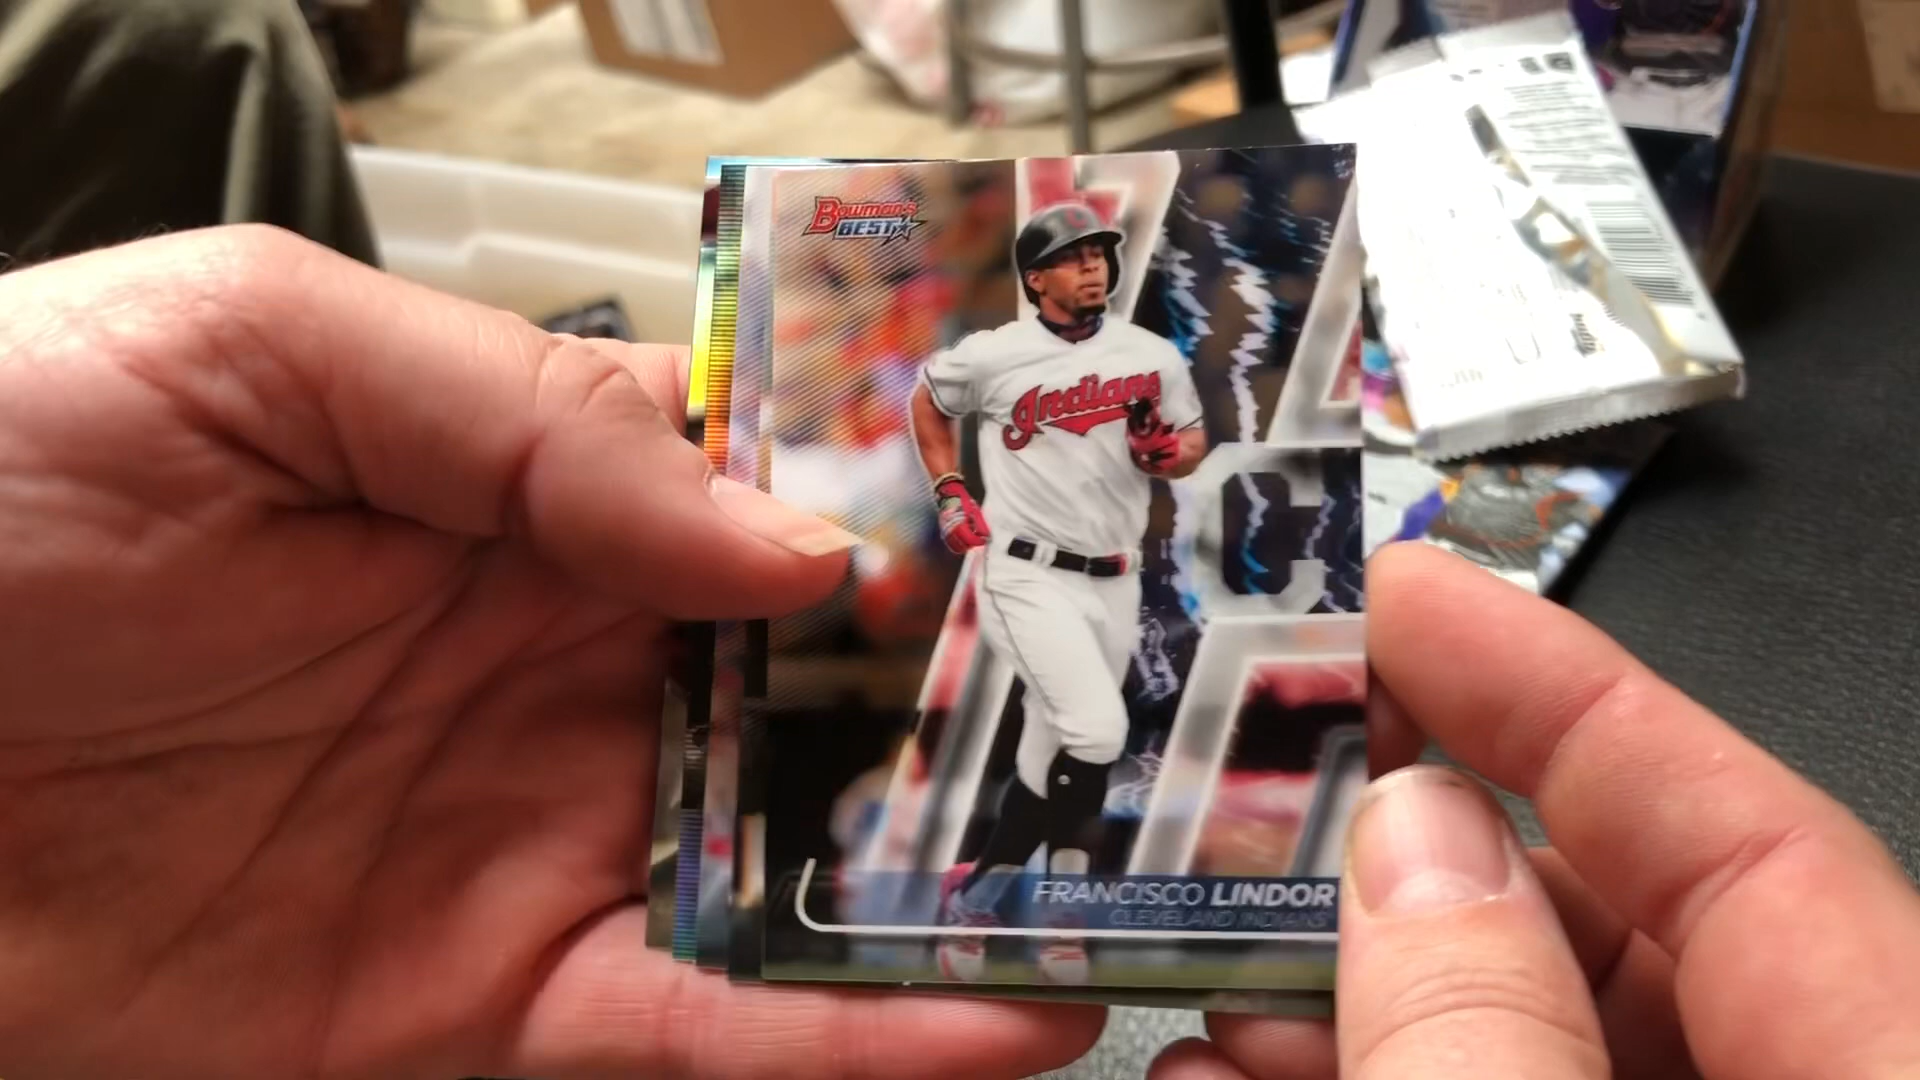 Bowman's
BEST
Indians
C
FRANCISCO LINDOR
CLEVELAND INDIANS